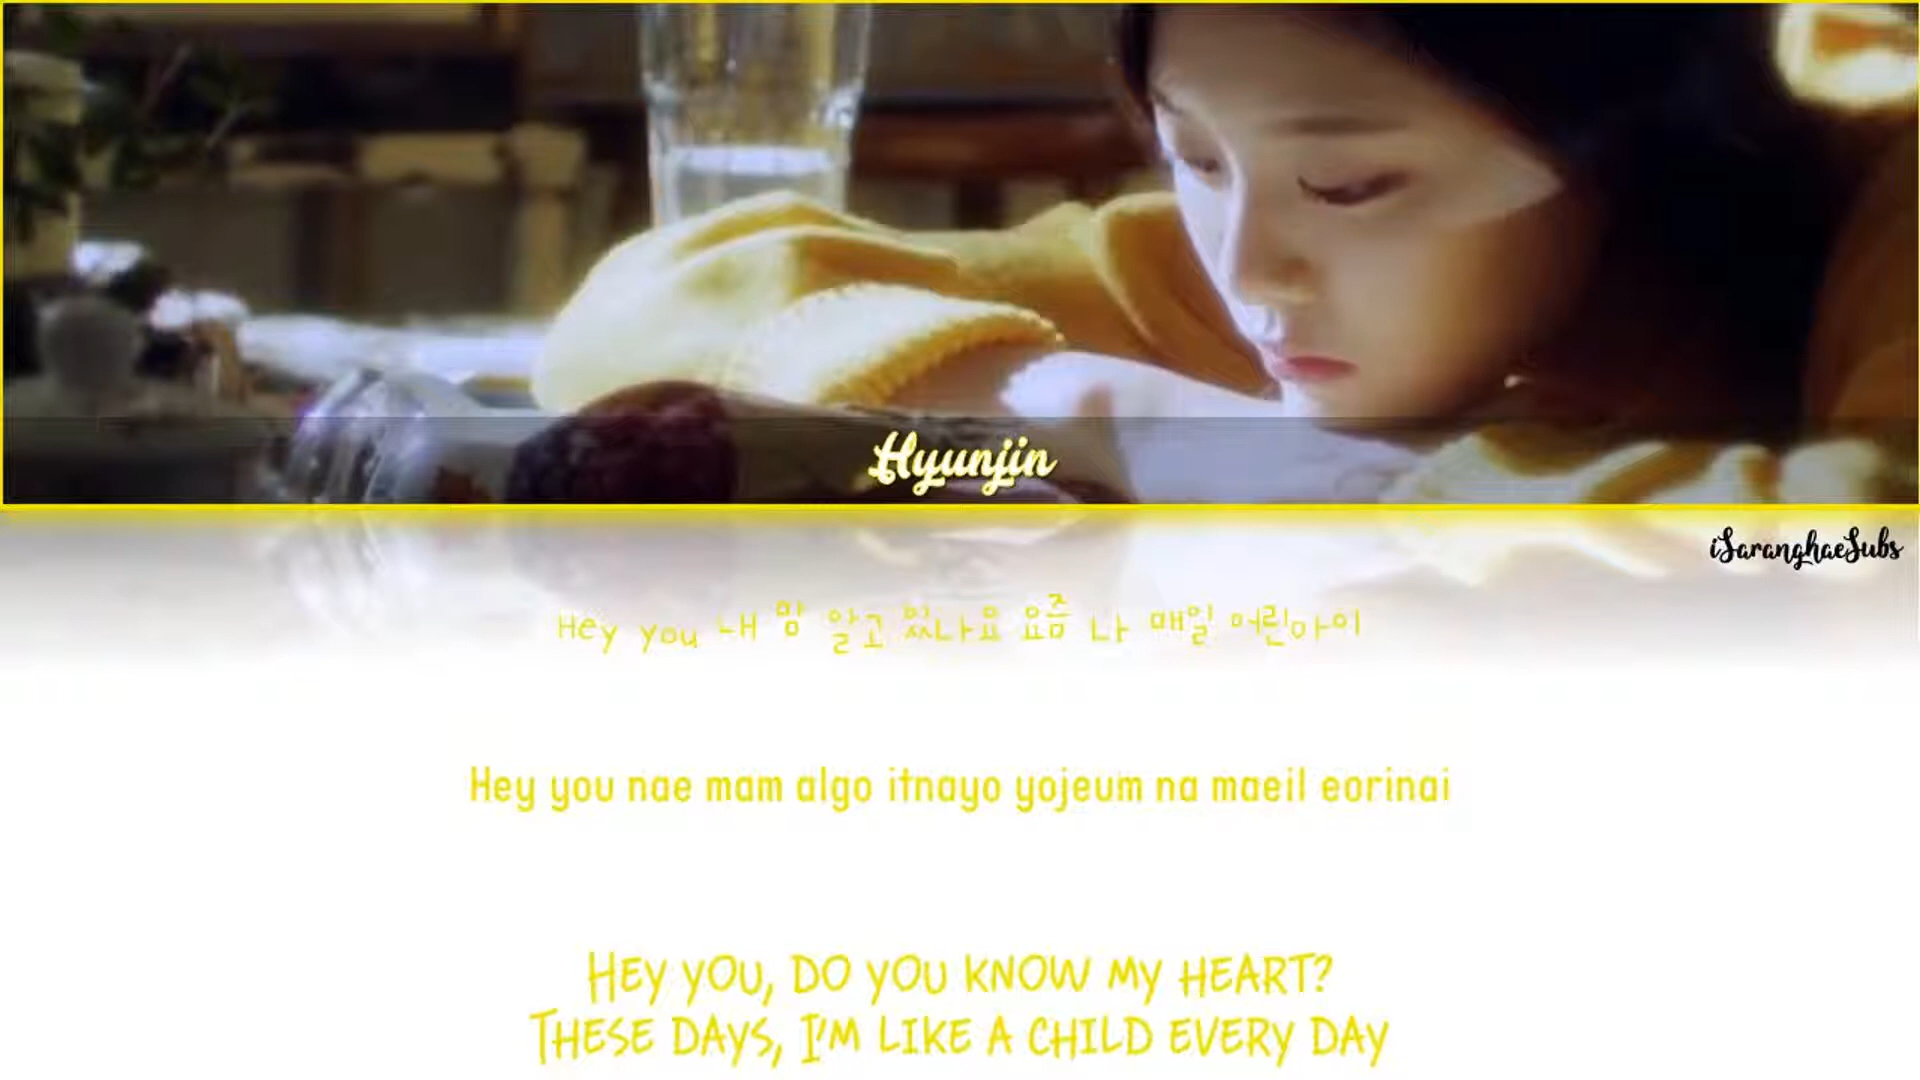 Hyunjin
iSaranghaeSubs
Hey you 내 맘 알고 있나요 요즘 나 매일 어린아이
Hey you nae mam algo itnayo yojeum na maeil eorinai
HEY YOU, DO YOU KNOW MY HEART?
THESE DAYS, I'M LIKE A CHILD EVERY DAY